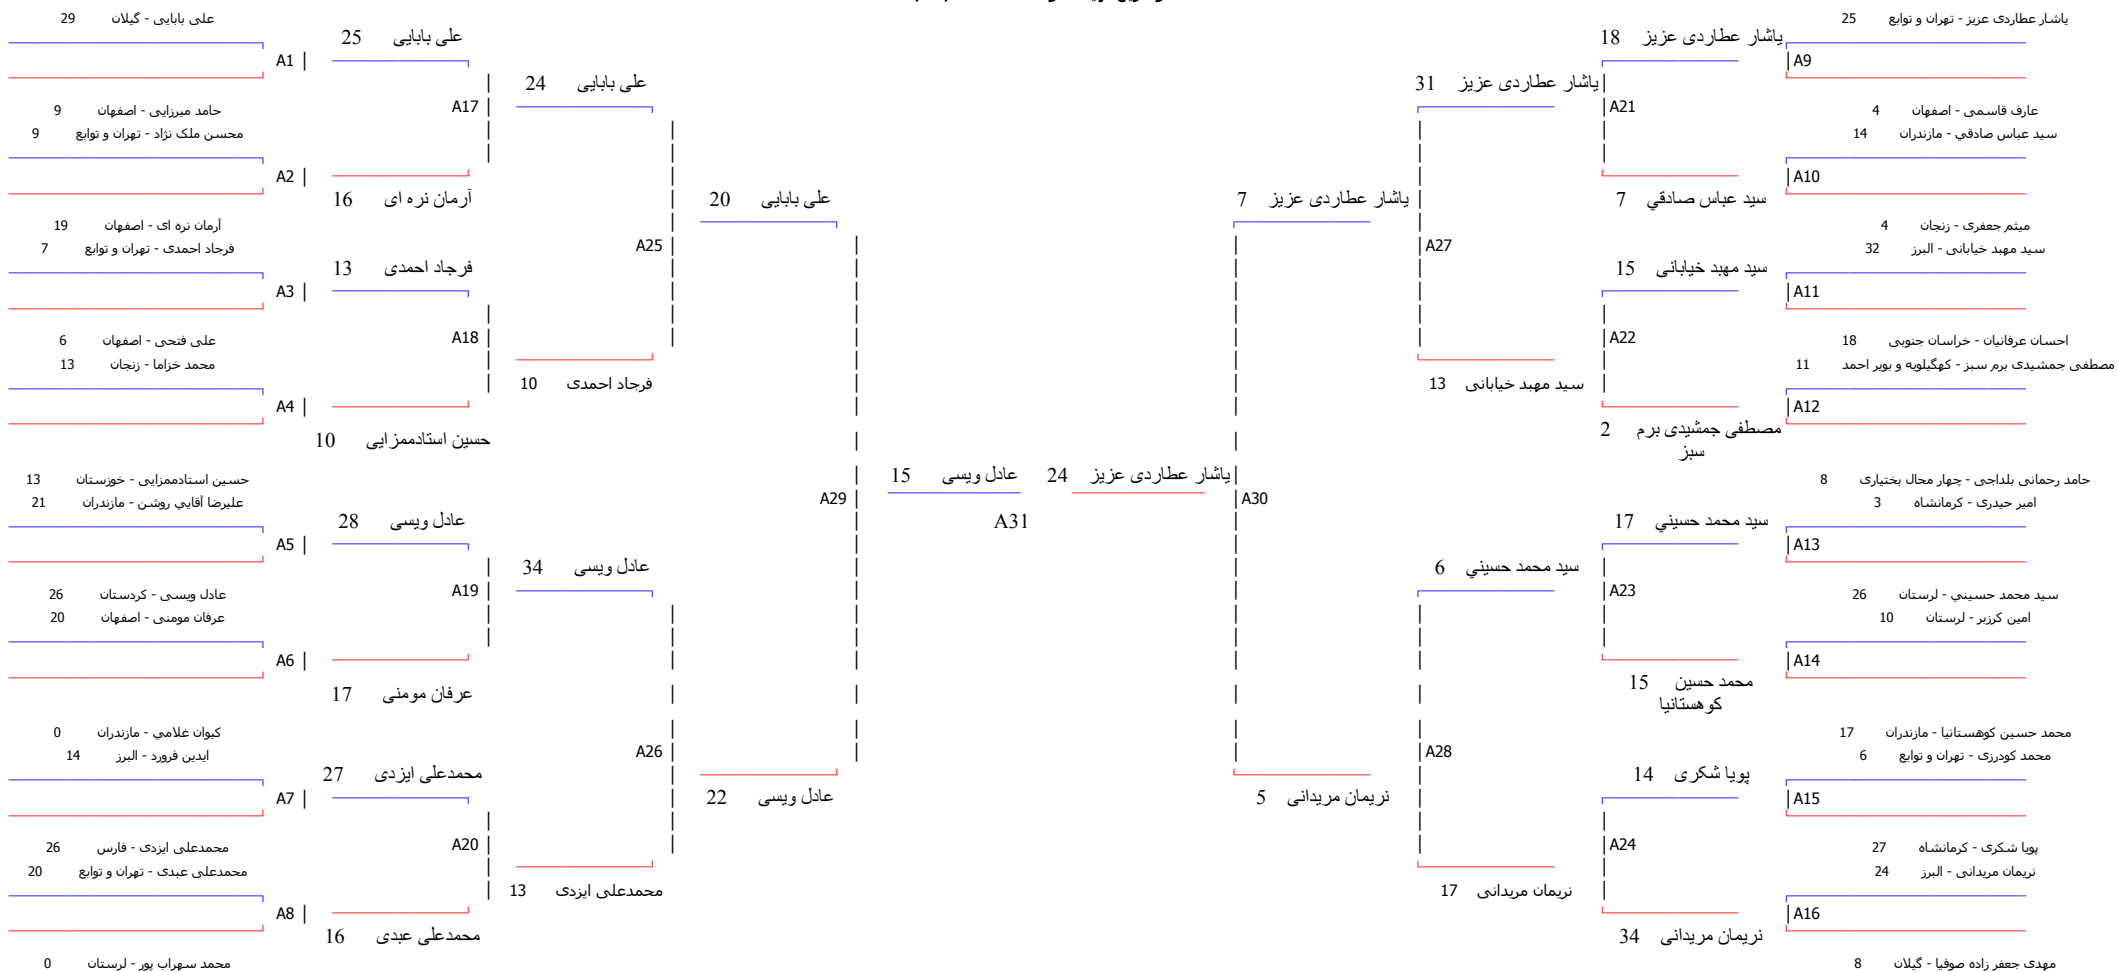 علی بابایی - گیلان 29
A1
حامد میرزایی - اصفهان 9
محسن ملک نژاد - تهران و توابع 9
A2
آرمان نره ای - اصفهان 19
فرجاد احمدی - تهران و توابع 7
A3
علی فتحی - اصفهان 6
محمد خزاما - زنجان 13
A4
حسین استادممزایی - خوزستان 13
علیرضا آقایي روشن - مازندران 21
A5
عادل ویسی - کردستان 26
عرفان مومنی - اصفهان 20
A6
کیوان غلامي - مازندران 0
ایدین فرورد - البرز 14
A7
محمدعلی ایزدی - فارس 26
محمدعلی عبدی - تهران و توابع 20
A8
محمد سهراب پور - لرستان 0
علی بابایی 25
A17
آرمان نره ای 16
فرجاد احمدی 13
A18
حسین استادممزایی 10
عادل ویسی 28
A19
عرفان مومنی 17
محمدعلی ایزدی 27
A20
محمدعلی عبدی 16
علی بابایی 24
A25
فرجاد احمدی 10
عادل ویسی 34
A26
محمدعلی ایزدی 13
علی بابایی 20
A29
عادل ویسی 22
عادل ویسی 15
A31
یاشار عطاردی عزیز 24
یاشار عطاردی عزیز 7
A30
نریمان مریدانی 5
یاشار عطاردی عزیز 31
A27
سید مهبد خیابانی 13
سید محمد حسیني 6
A28
نریمان مریدانی 17
یاشار عطاردی عزیز 18
A21
سید عباس صادقي 7
سید مهبد خیابانی 15
A22
مصطفی جمشیدی برم 2
سبز
سید محمد حسیني 17
A23
محمد حسین 15
کوهستانیا
پویا شکری 14
A24
نریمان مریدانی 34
یاشار عطاردی عزیز - تهران و توابع 25
A9
عارف قاسمی - اصفهان 4
سید عباس صادقي - مازندران 14
A10
میثم جعفری - زنجان 4
سید مهبد خیابانی - البرز 32
A11
احسان عرفانیان - خراسان جنوبی 18
مصطفی جمشیدی برم سبز - کهگیلویه و بویر احمد 11
A12
حامد رحمانی بلداجی - چهار محال بختیاری 8
امیر حیدری - کرمانشاه 3
A13
سید محمد حسیني - لرستان 26
امین کرزبر - لرستان 10
A14
محمد حسین کوهستانیا - مازندران 17
محمد کودرزی - تهران و توابع 6
A15
پویا شکری - کرمانشاه 27
نریمان مریدانی - البرز 24
A16
مهدی جعفر زاده صوفیا - گیلان 8